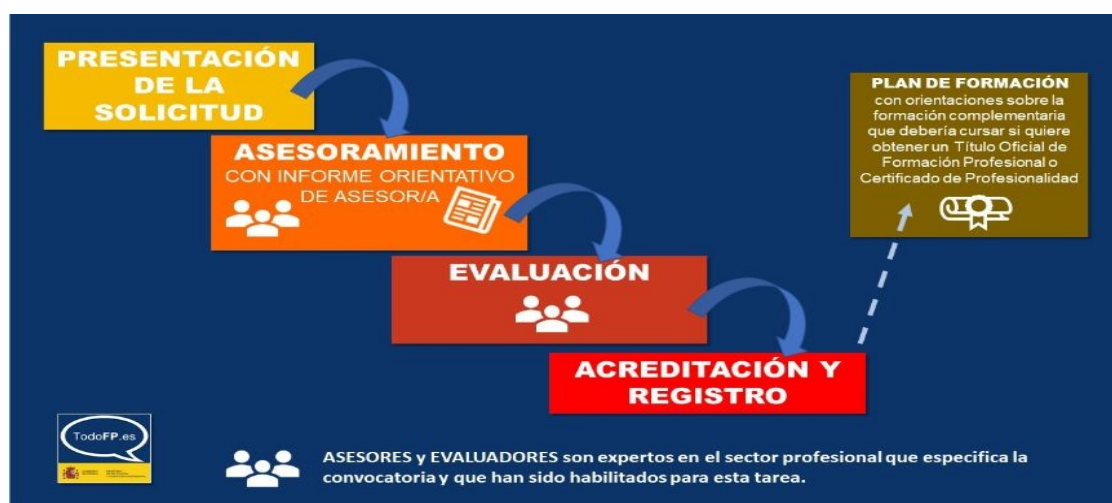 PRESENTACIÓN
DE LA
SOLICITUD
ASESORAMIENTO
CON INFORME ORIENTATIVO
DE ASESOR/A
EVALUACIÓN
ACREDITACIÓN Y
REGISTRO
PLAN DE FORMACIÓN
con orientaciones sobre la
formación complementaria
que debería cursar si quiere
obtener un Título Oficial de
Formación Profesional o
Certificado de Profesionalidad
TodoFP.es
ASESORES y EVALUADORES son expertos en el sector profesional que especifica la
convocatoria y que han sido habilitados para esta tarea.